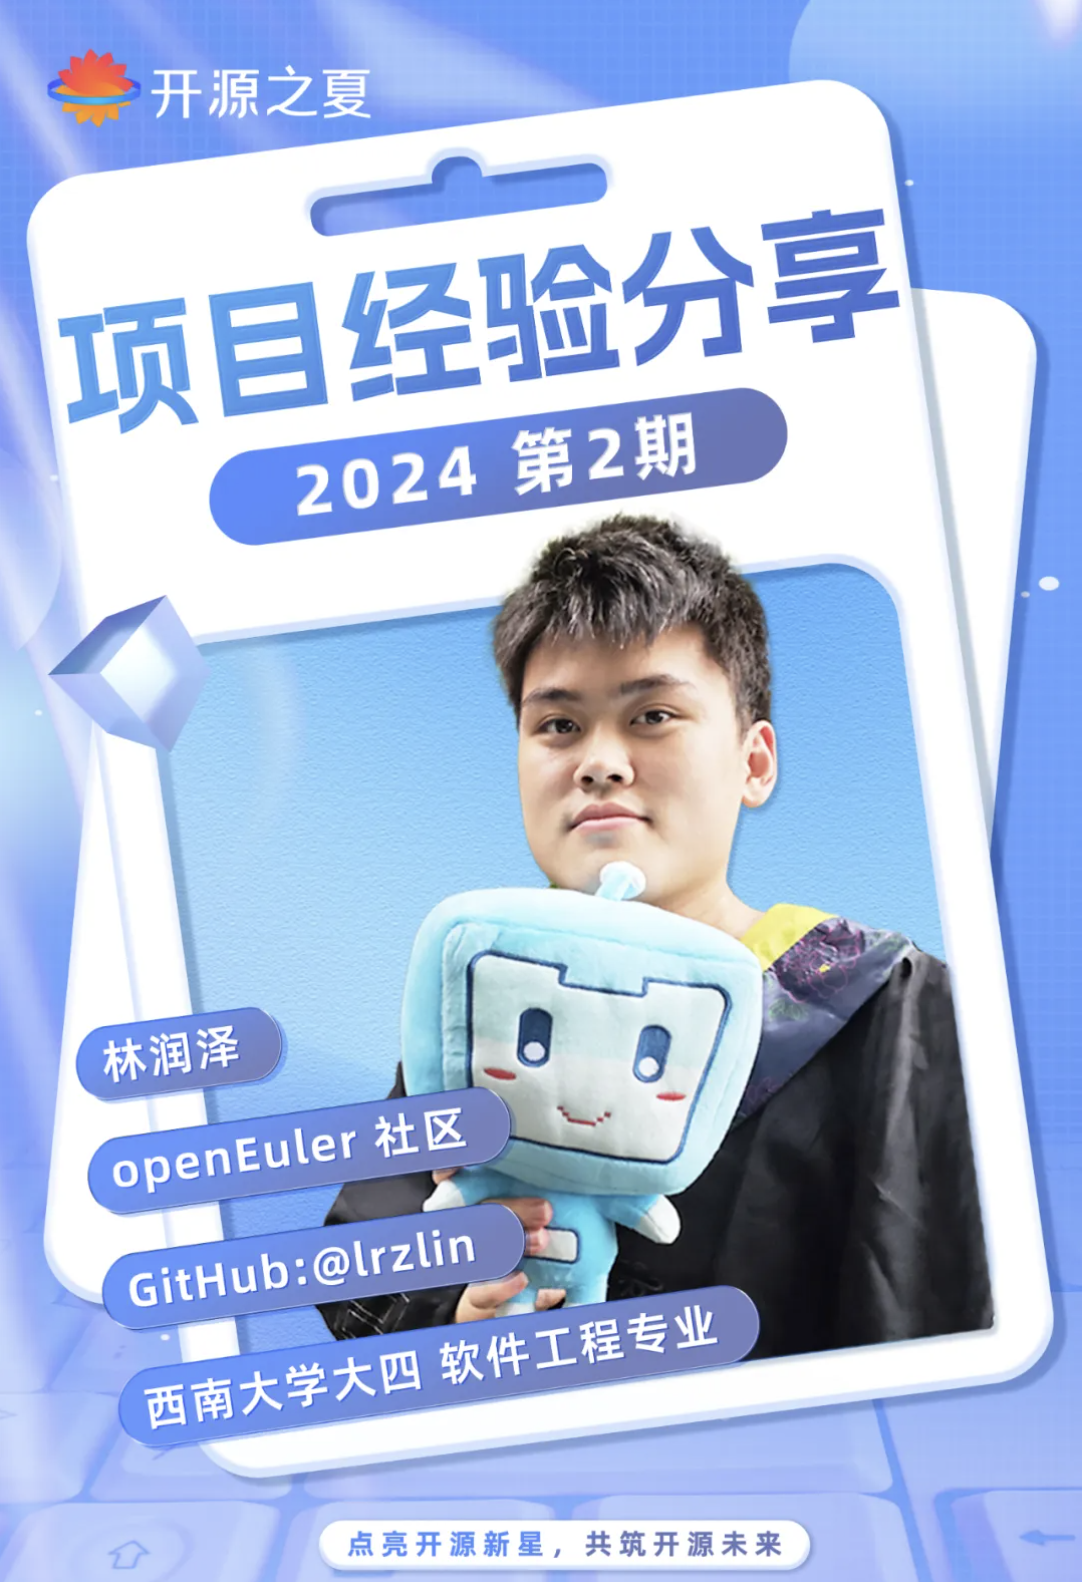 开源之夏
项目经验分享
2024 第2期
林润泽
openEuler 社区
GitHub:@lrzlin
西南大学大四 软件工程专业
点亮开源新星，共筑开源未来